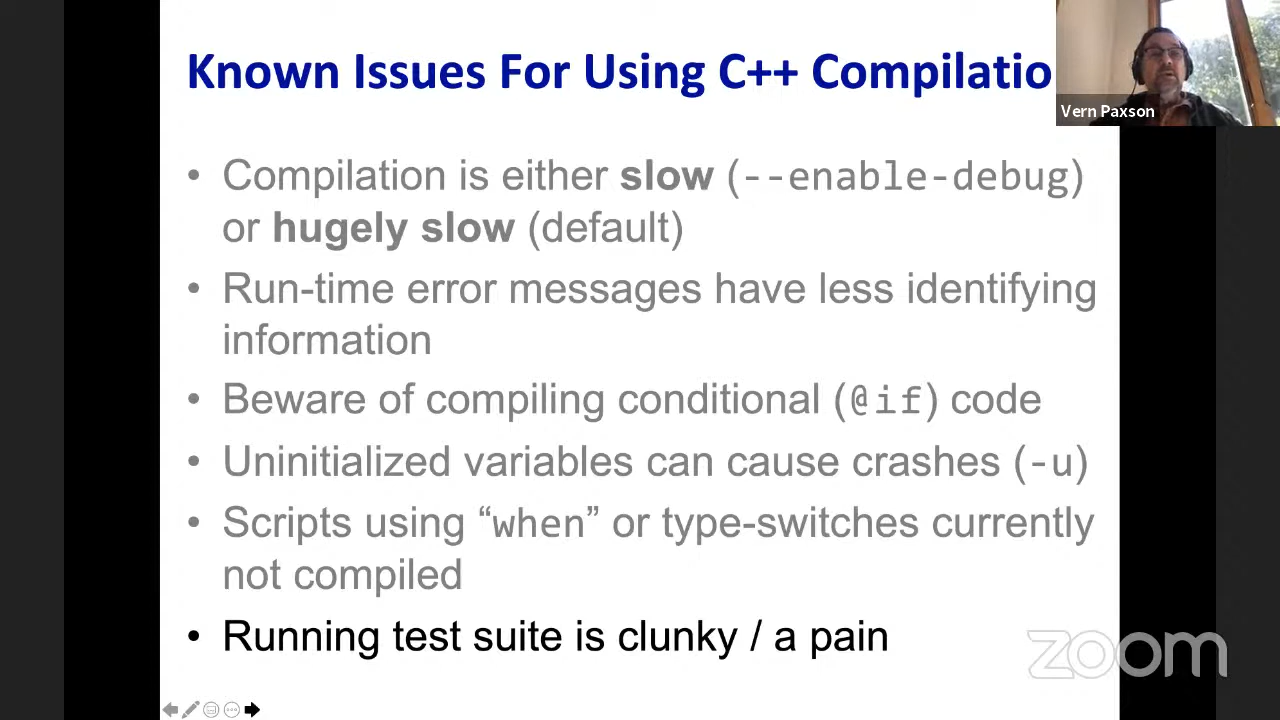 Known Issues For Using C++ Compilatio
Vern Paxson
• Compilation is either slow (--enable-debug)
or hugely slow (default)
• Run-time error messages have less identifying
information
• Beware of compiling conditional (@if) code
• Uninitialized variables can cause crashes (-u)
• Scripts using “when” or type-switches currently
not compiled
• Running test suite is clunky / a pain
zoom